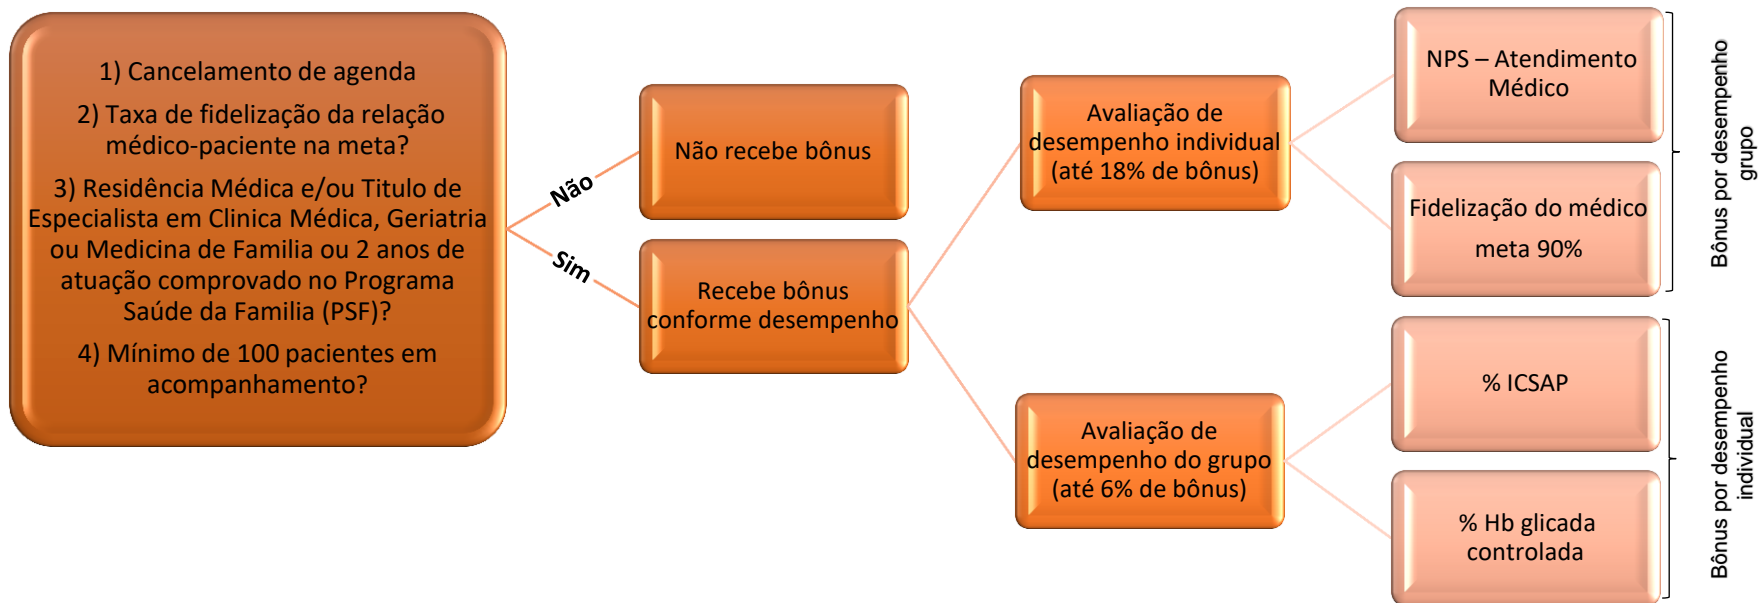 1) Cancelamento de agenda
2) Taxa de fidelização da relação
médico-paciente na meta?
3) Residência Médica e/ou Titulo de
Especialista em Clinica Médica, Geriatria
ou Medicina de Familia ou 2 anos de
atuação comprovado no Programa
Saúde da Familia (PSF)?
4) Mínimo de 100 pacientes em
acompanhamento?
Não
Sim
Não recebe bônus
Recebe bônus
conforme desempenho
Avaliação de
desempenho individual
(até 18% de bônus)
Avaliação de
desempenho do grupo
(até 6% de bônus)
NPS – Atendimento
Médico
Fidelização do médico
meta 90%
% ICSAP
% Hb glicada
controlada
Bônus por desempenho
grupo
Bônus por desempenho
individual